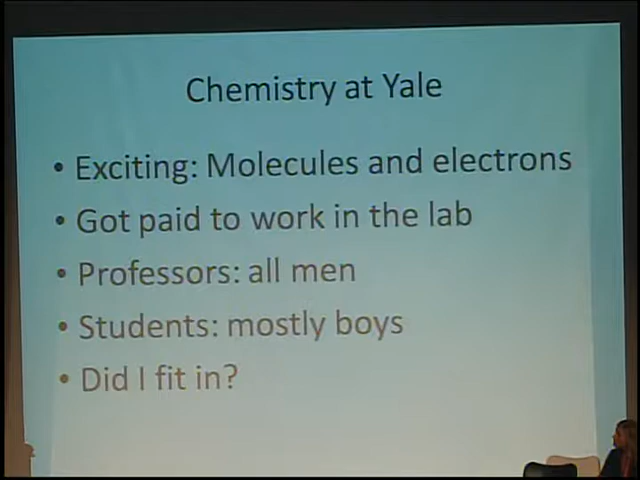 Chemistry at Yale
• Exciting: Molecules and electrons
• Got paid to work in the lab
• Professors: all men
• Students: mostly boys
• Did I fit in?